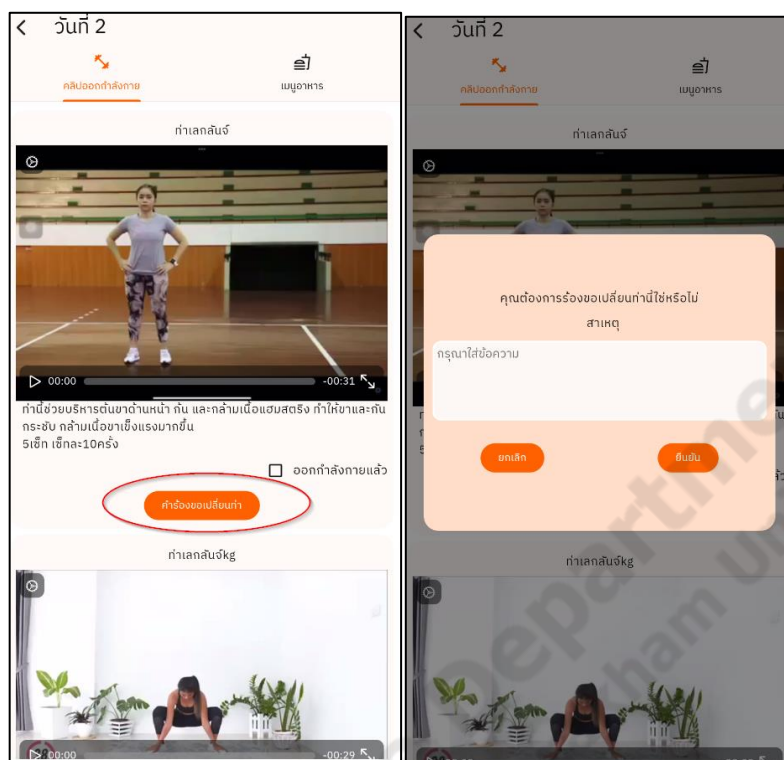 วันที่ 2
คลิปออกกำลังกาย
เมนูอาหาร
ท่าเลกลันจ์
00:00
-00:31
ท่านี้ช่วยบริหารต้นขาด้านหน้า ก้น และกล้ามเนื้อแฮมสตริง ทำให้ขาและก้น
กระชับ กล้ามเนื้อขาเข็งแรงมากขึ้น
5เซ็ท เซ็ทละ10ครั้ง
ออกกำลังกายแล้ว
คำร้องขอเปลี่ยนท่า
ท่าเลกลันจ์kg
00:00
-00:29
วันที่ 2
คลิปออกกำลังกาย
เมนูอาหาร
ท่าเลกลันจ์
คุณต้องการร้องขอเปลี่ยนท่านี้ใช่หรือไม่
สาเหตุ
กรุณาใส่ข้อความ
ยกเลิก
ยืนยัน
ท่าเลกลันจ์kg